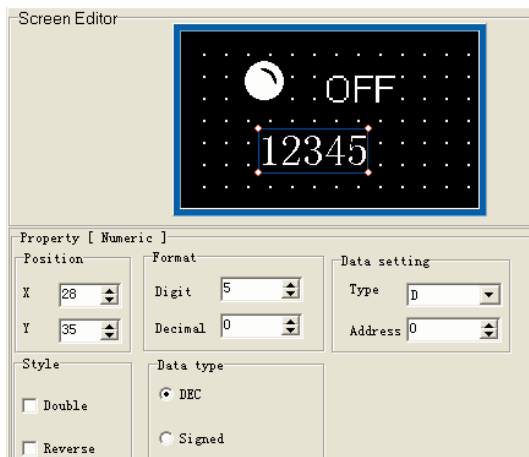 Screen Editor
OFF
12345
Property [ Numeric ]
Position
X 28
Y 35
Format
Digit 5
Decimal 0
Data setting
Type D
Address 0
Style
Double
Reverse
Data type
DEC
Signed